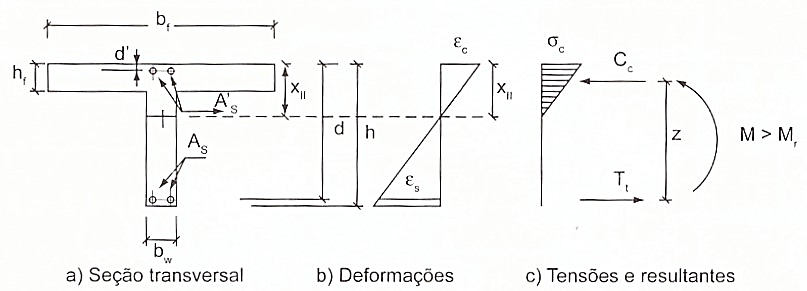 b_f
d'
h_f
A'_S
x_II
A_S
b_w
d
h
ε_c
x_II
ε_s
σ_c
C_c
z
M > M_r
T_t
a) Seção transversal
b) Deformações
c) Tensões e resultantes